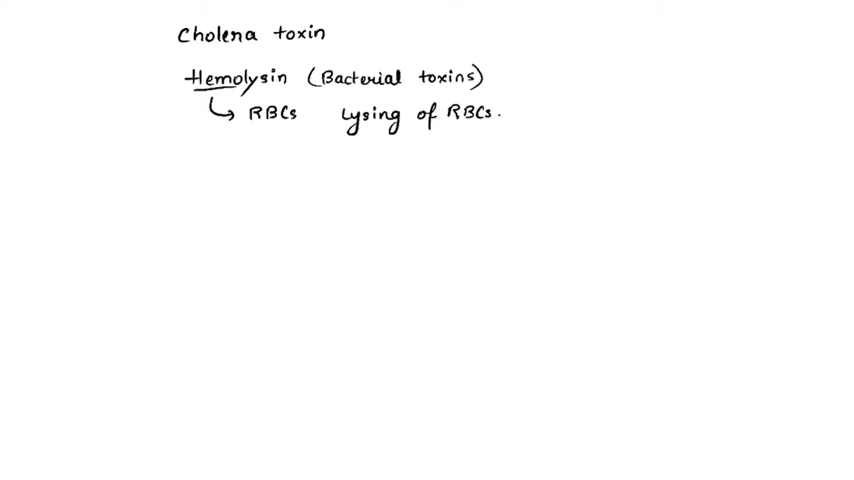 Cholera toxin
Hemolysin (Bacterial toxins)
↳ RBCs lysing of RBCs.